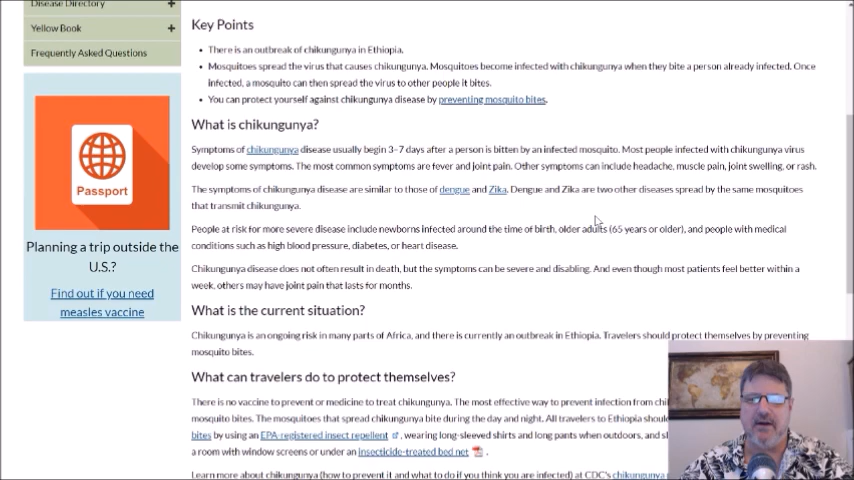 Disease Directory +
Yellow Book +
Frequently Asked Questions
Passport
Planning a trip outside the
U.S.?
Find out if you need
measles vaccine
Key Points
• There is an outbreak of chikungunya in Ethiopia.
• Mosquitoes spread the virus that causes chikungunya. Mosquitoes become infected with chikungunya when they bite a person already infected. Once
infected, a mosquito can then spread the virus to other people it bites.
• You can protect yourself against chikungunya disease by preventing mosquito bites.
What is chikungunya?
Symptoms of chikungunya disease usually begin 3–7 days after a person is bitten by an infected mosquito. Most people infected with chikungunya virus
develop some symptoms. The most common symptoms are fever and joint pain. Other symptoms can include headache, muscle pain, joint swelling, or rash.
The symptoms of chikungunya disease are similar to those of dengue and Zika. Dengue and Zika are two other diseases spread by the same mosquitoes
that transmit chikungunya.
People at risk for more severe disease include newborns infected around the time of birth, older adults (65 years or older), and people with medical
conditions such as high blood pressure, diabetes, or heart disease.
Chikungunya disease does not often result in death, but the symptoms can be severe and disabling. And even though most patients feel better within a
week. others may have joint pain that lasts for months.
What is the current situation?
Chikungunya is an ongoing risk in many parts of Africa, and there is currently an outbreak in Ethiopia. Travelers should protect themselves by preventing
mosquito bites.
What can travelers do to protect themselves?
There is no vaccine to prevent or medicine to treat chikungunya. The most effective way to prevent infection from
mosquito bites. The mosquitoes that spread chikungunya bite during the day and night. All travelers to Ethiopia
bites by using an EPA-registered insect repellent , wearing long-sleeved shirts and long pants when outdoors, and
a room with window screens or under an insecticide-treated bed net .
Learn more about chikungunya (how to prevent it and what to do if you think you are infected) at CDC's chikungunya